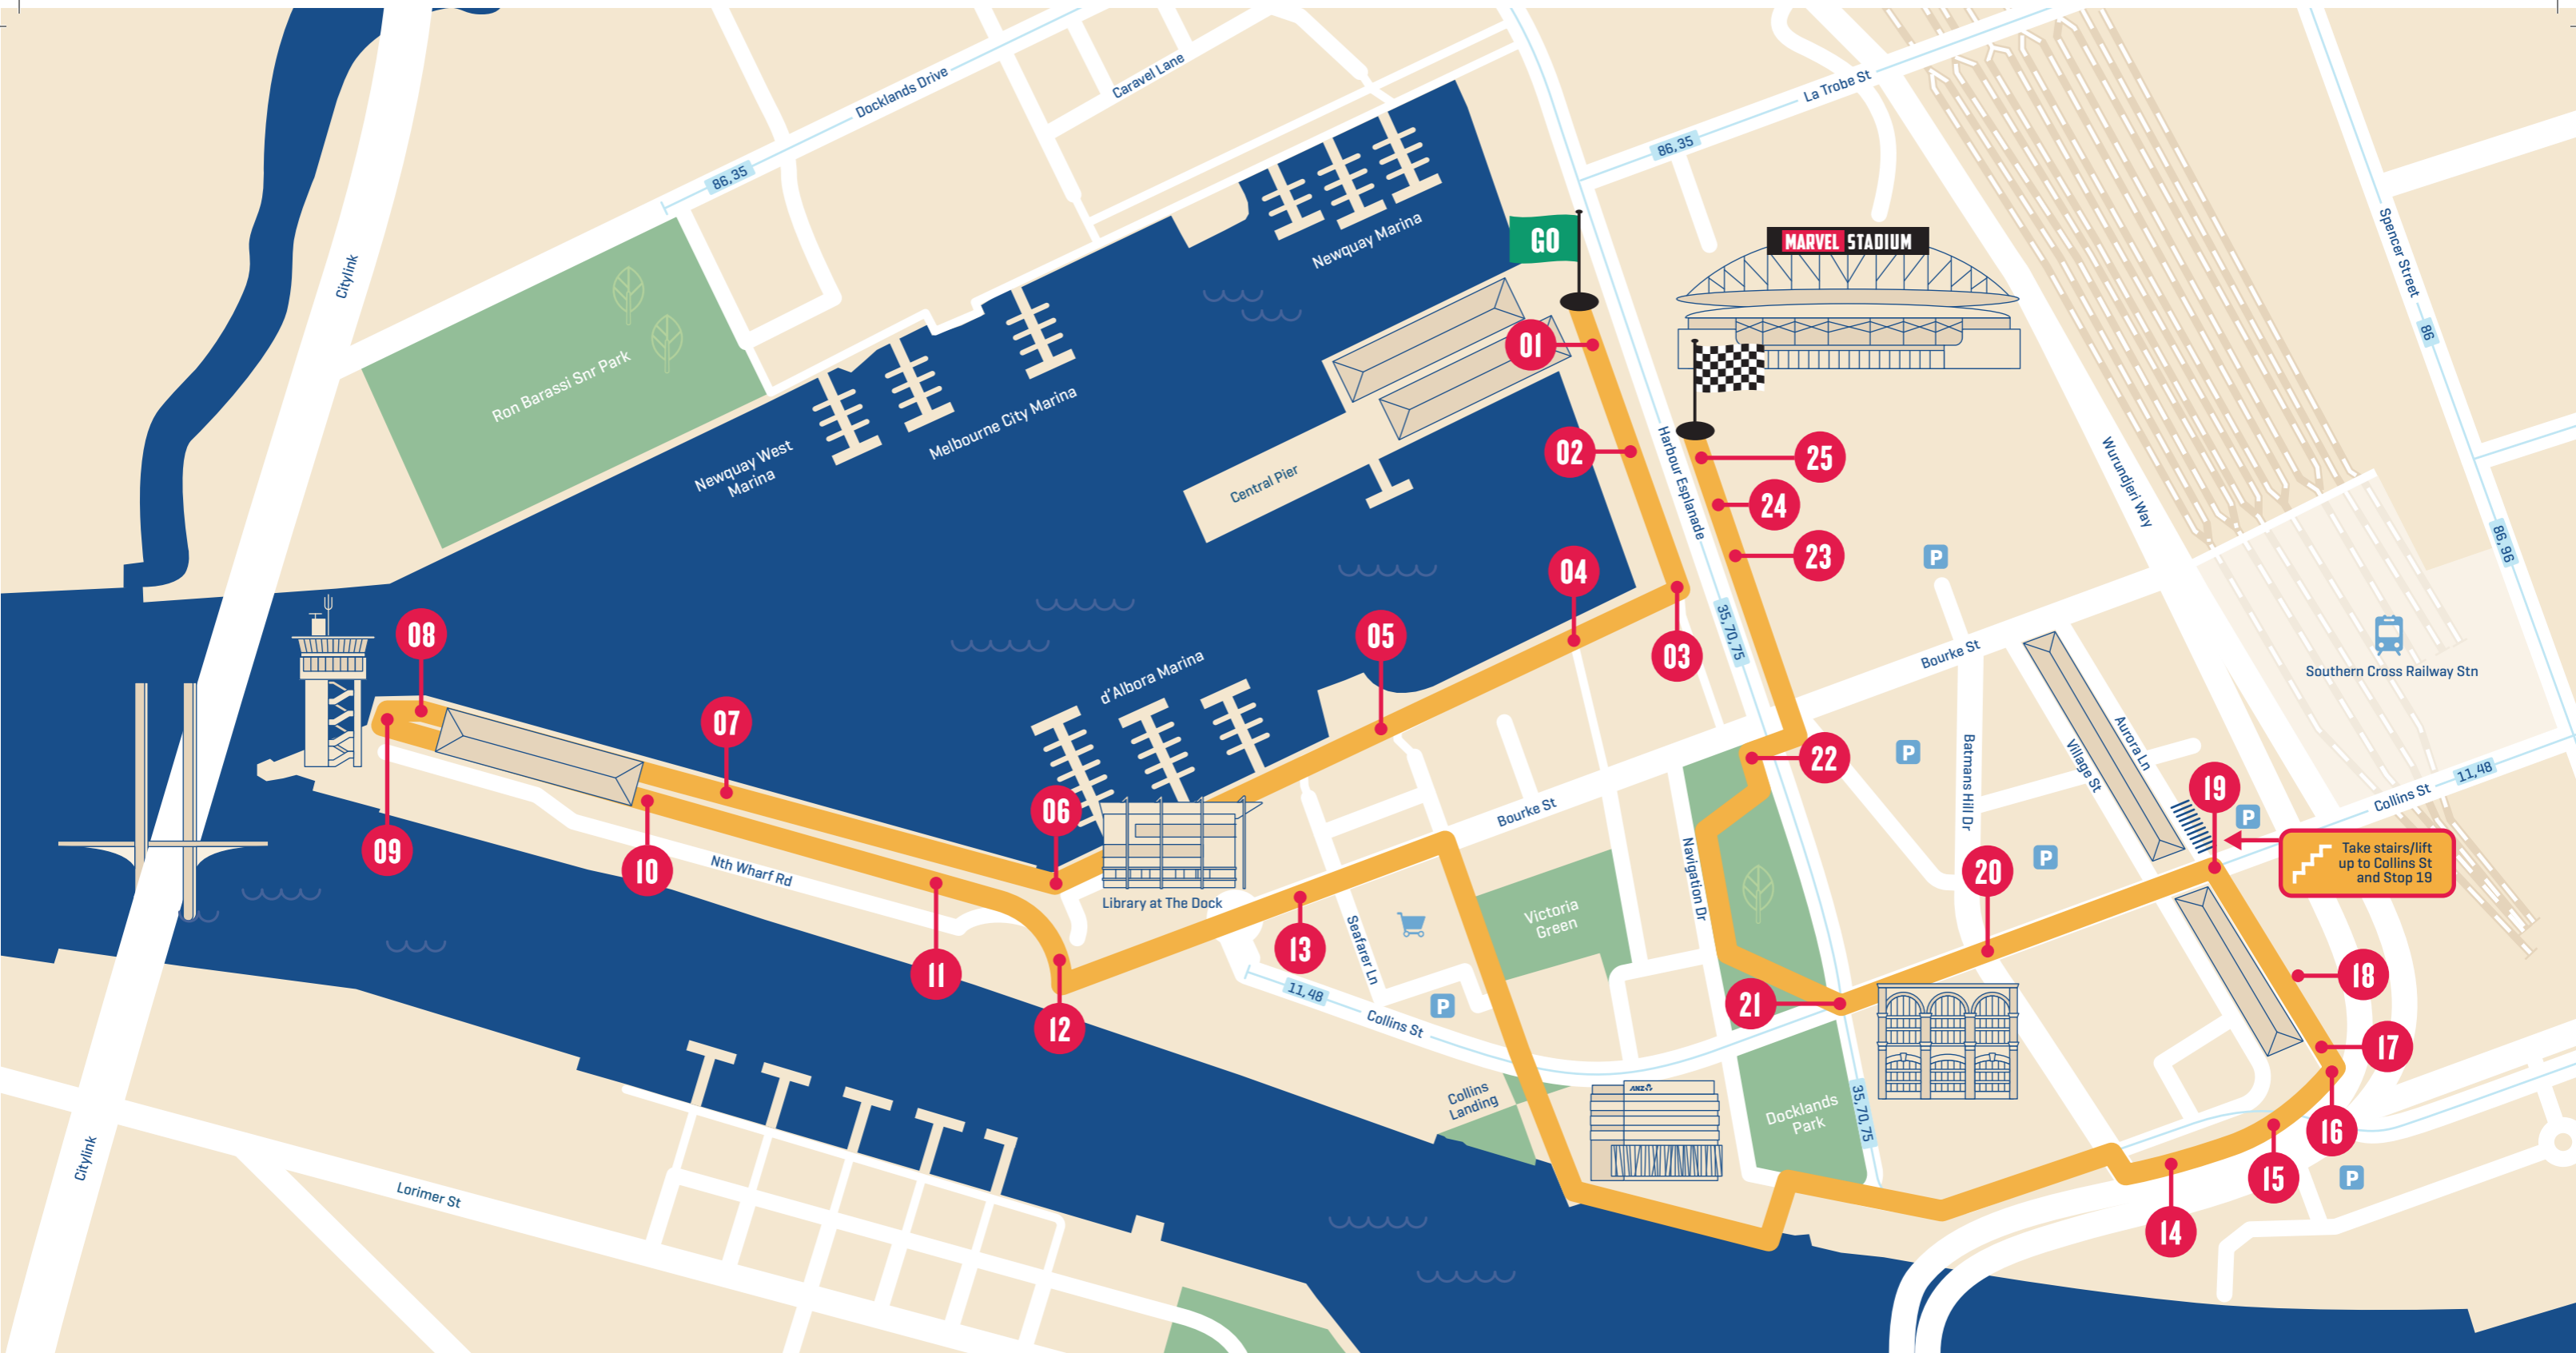 Docklands Drive
Caravel Lane
La Trobe St
86,35
86,35
Citylink
Newquay Marina
GO
MARVEL STADIUM
Spencer Street
86
Ron Barassi Snr Park
Newquay West
Marina
Melbourne City Marina
Central Pier
01
02
Harbour Esplanade
25
24
23
Wurundjeri Way
86,96
P
04
03
35,70,75
05
08
Bourke St
Southern Cross Railway Stn
d'Albora Marina
07
22
P
Batmans Hill Dr
Village St
Aurora Ln
11,48
Collins St
19
P
Take stairs/lift
up to Collins St
and Stop 19
06
Bourke St
09
10
Nth Wharf Rd
Library at The Dock
Navigation Dr
P
20
Victoria
Green
Seafarer Ln
13
11
12
11,48
P
Collins St
21
18
17
Collins
Landing
ANZ
Docklands
Park
35,70,75
16
15
P
14
Citylink
Lorimer St